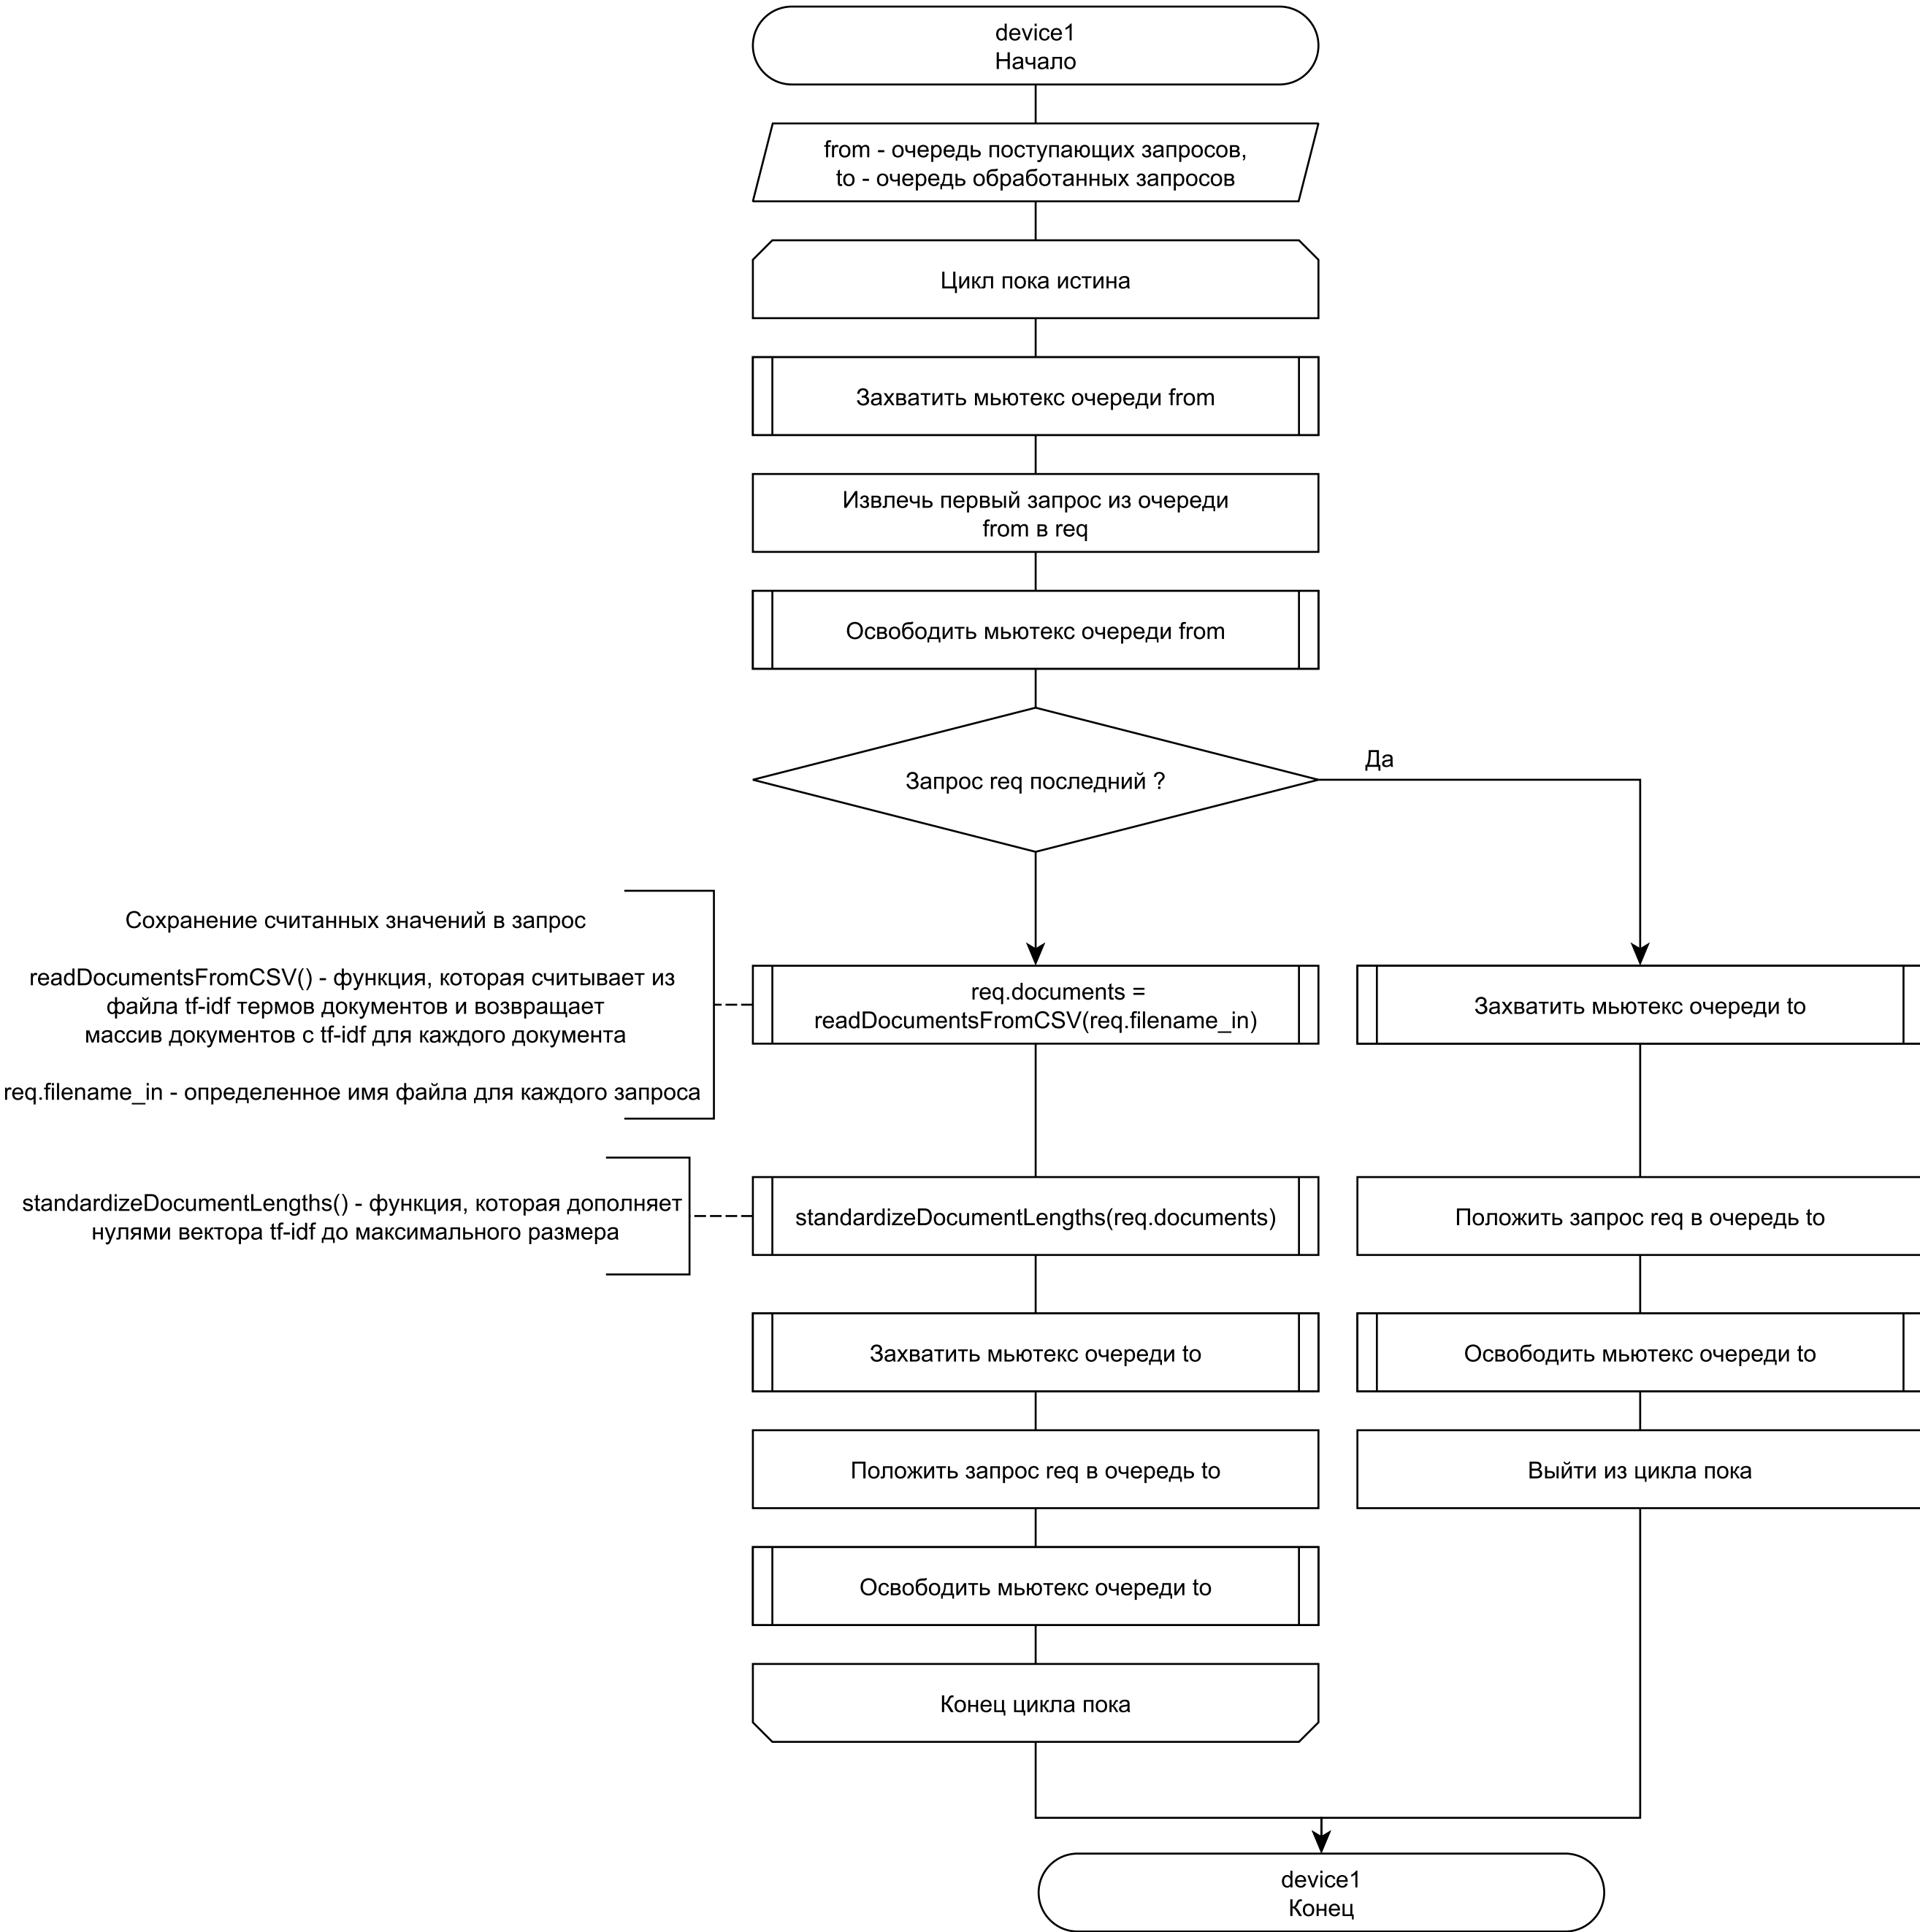 device1
Начало
from - очередь поступающих запросов,
to - очередь обработанных запросов
Цикл пока истина
Захватить мьютекс очереди from
Извлечь первый запрос из очереди
from в req
Освободить мьютекс очереди from
Запрос req последний ?
Да
Сохранение считанных значений в запрос
readDocumentsFromCSV() - функция, которая считывает из
файла tf-idf термов документов и возвращает
массив документов с tf-idf для каждого документа
req.filename_in - определенное имя файла для каждого запроса
req.documents =
readDocumentsFromCSV(req.filename_in)
Захватить мьютекс очереди to
standardizeDocumentLengths() - функция, которая дополняет
нулями вектора tf-idf до максимального размера
standardizeDocumentLengths(req.documents)
Положить запрос req в очередь to
Захватить мьютекс очереди to
Освободить мьютекс очереди to
Положить запрос req в очередь to
Выйти из цикла пока
Освободить мьютекс очереди to
Конец цикла пока
device1
Конец